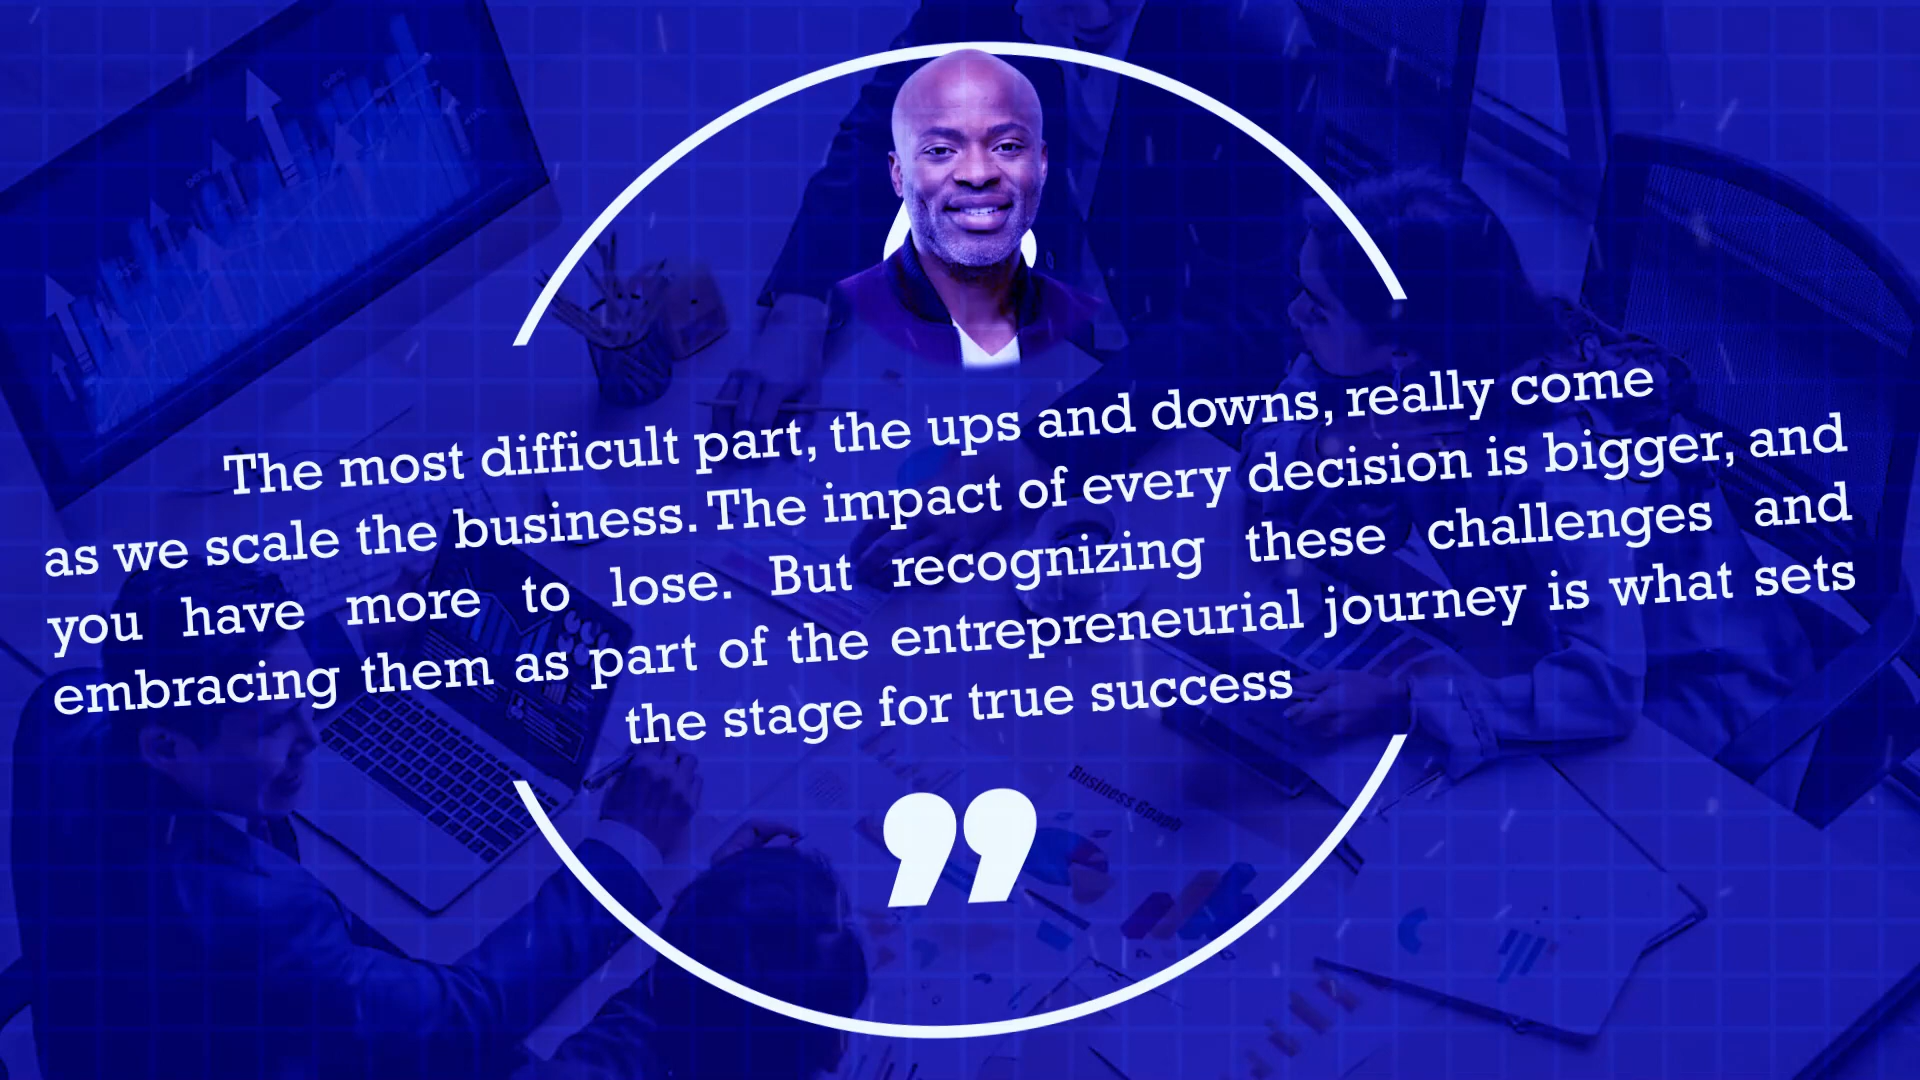 The most difficult part, the ups and downs, really come
as we scale the business. The impact of every decision is bigger, and
you have more to lose. But recognizing these challenges and
embracing them as part of the entrepreneurial journey is what sets
the stage for true success
”
Business Graph